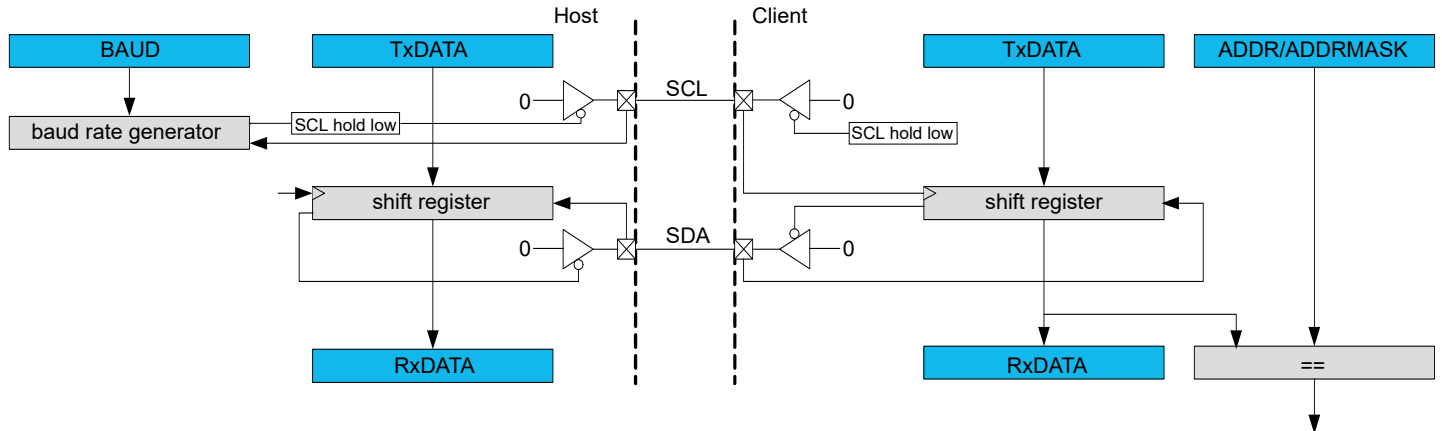 Host Client
BAUD TxDATA TxDATA ADDR/ADDRMASK
SCL
0 0
baud rate generator SCL hold low SCL hold low
shift register shift register
SDA
0 0
RxDATA RxDATA ==